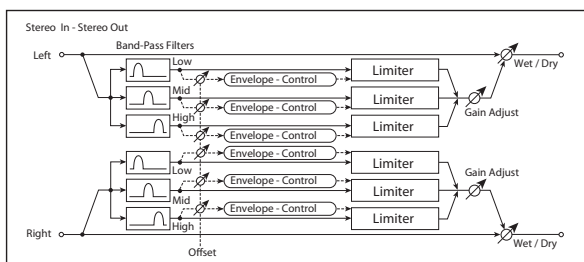 Stereo In - Stereo Out
Left
Band-Pass Filters
Wet / Dry
Low
Envelope - Control
Limiter
Mid
Envelope - Control
Limiter
Gain Adjust
High
Envelope - Control
Limiter
Envelope - Control
Limiter
Low
Gain Adjust
Envelope - Control
Limiter
Mid
Envelope - Control
Limiter
High
Right
Wet / Dry
Offset